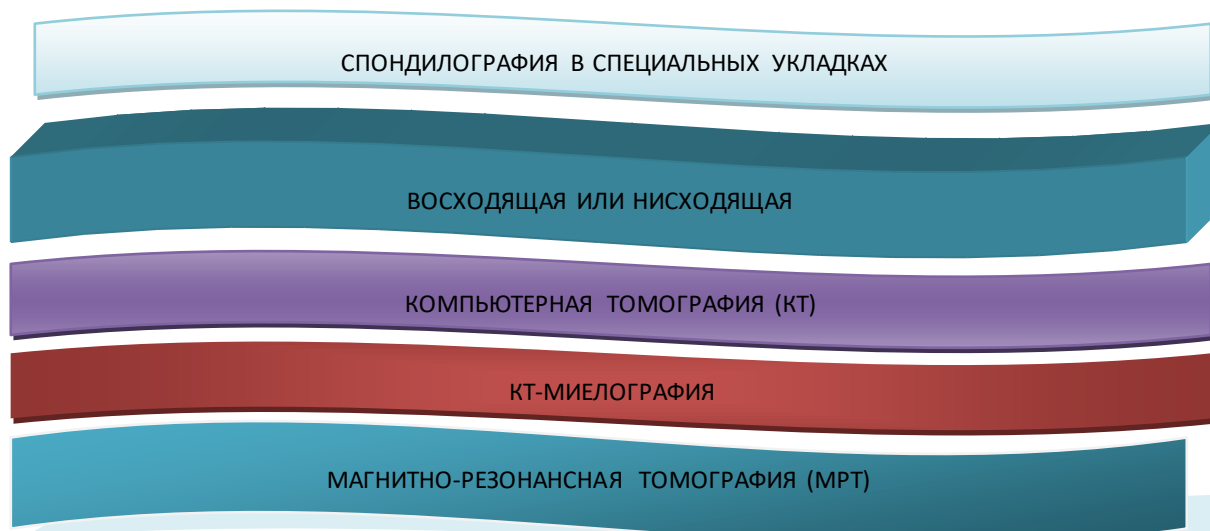 СПОНДИЛОГРАФИЯ В СПЕЦИАЛЬНЫХ УКЛАДКАХ
ВОСХОДЯЩАЯ ИЛИ НИСХОДЯЩАЯ
КОМПЬЮТЕРНАЯ ТОМОГРАФИЯ (КТ)
КТ-МИЕЛОГРАФИЯ
МАГНИТНО-РЕЗОНАНСНАЯ ТОМОГРАФИЯ (МРТ)